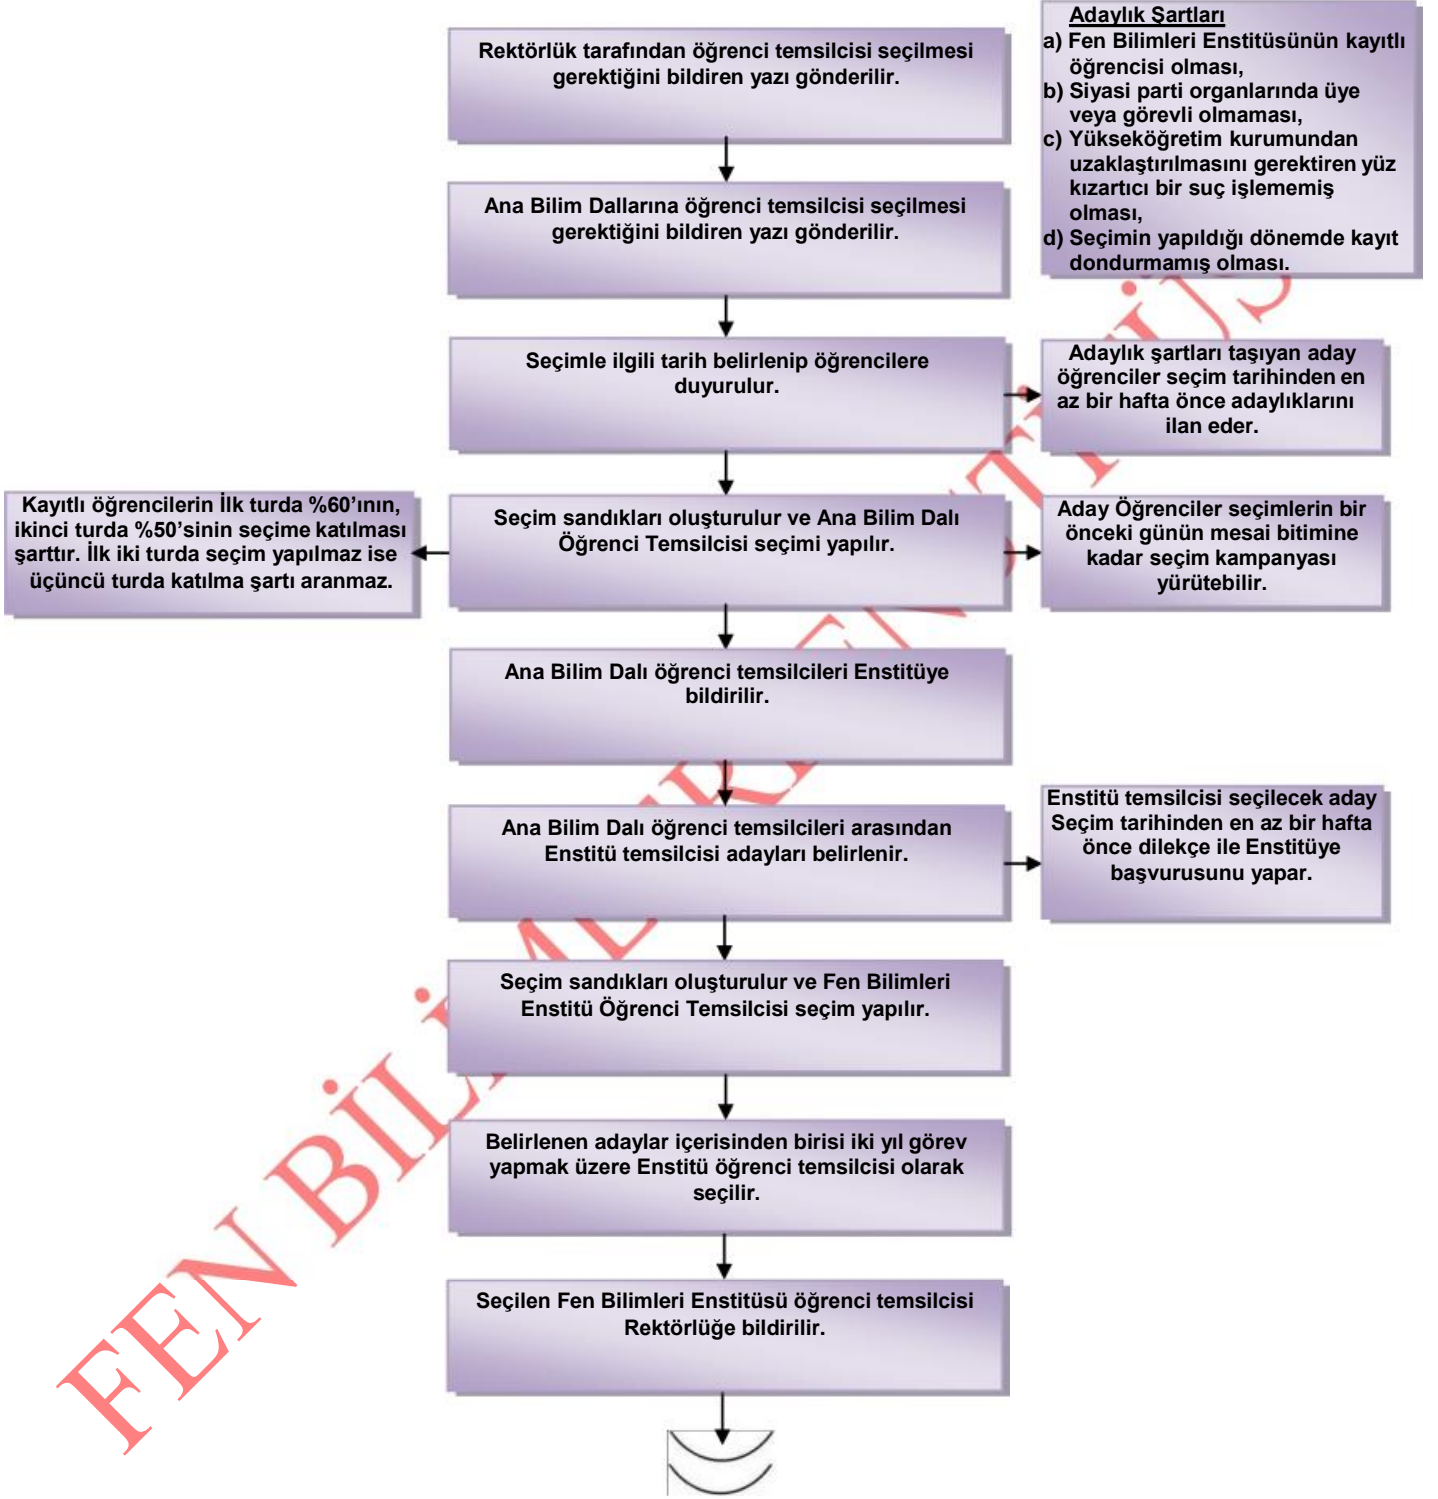 Rektörlük tarafından öğrenci temsilcisi seçilmesi
gerektiğini bildiren yazı gönderilir.
Adaylık Şartları
a) Fen Bilimleri Enstitüsünün kayıtlı
öğrencisi olması,
b) Siyasi parti organlarında üye
veya görevli olmaması,
c) Yükseköğretim kurumundan
uzaklaştırılmasını gerektiren yüz
kızartıcı bir suç işlememiş
olması,
d) Seçimin yapıldığı dönemde kayıt
dondurmamış olması.
Ana Bilim Dallarına öğrenci temsilcisi seçilmesi
gerektiğini bildiren yazı gönderilir.
Seçimle ilgili tarih belirlenip öğrencilere
duyurulur.
Adaylık şartları taşıyan aday
öğrenciler seçim tarihinden en
az bir hafta önce adaylıklarını
ilan eder.
Kayıtlı öğrencilerin İlk turda %60’ının,
ikinci turda %50’sinin seçime katılması
şarttır. İlk iki turda seçim yapılmaz ise
üçüncü turda katılma şartı aranmaz.
Seçim sandıkları oluşturulur ve Ana Bilim Dalı
Öğrenci Temsilcisi seçimi yapılır.
Aday Öğrenciler seçimlerin bir
önceki günün mesai bitimine
kadar seçim kampanyası
yürütebilir.
Ana Bilim Dalı öğrenci temsilcileri Enstitüye
bildirilir.
Ana Bilim Dalı öğrenci temsilcileri arasından
Enstitü temsilcisi adayları belirlenir.
Enstitü temsilcisi seçilecek aday
Seçim tarihinden en az bir hafta
önce dilekçe ile Enstitüye
başvurusunu yapar.
Seçim sandıkları oluşturulur ve Fen Bilimleri
Enstitü Öğrenci Temsilcisi seçim yapılır.
Belirlenen adaylar içerisinden birisi iki yıl görev
yapmak üzere Enstitü öğrenci temsilcisi olarak
seçilir.
Seçilen Fen Bilimleri Enstitüsü öğrenci temsilcisi
Rektörlüğe bildirilir.
FEN